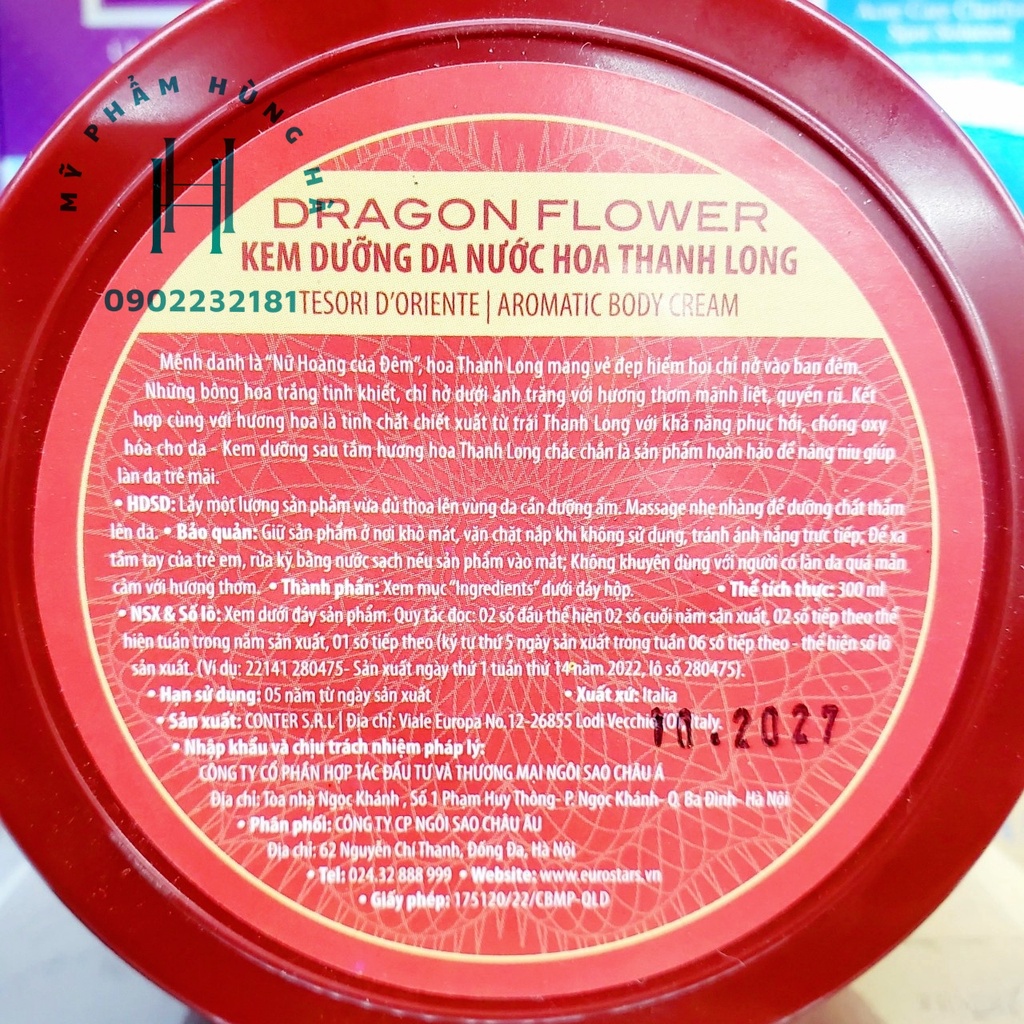 MỸ PHẨM HÙNG HÀ
0902232181
DRAGON FLOWER
KEM DƯỠNG DA NƯỚC HOA THANH LONG
TESORI D'ORIENTE | AROMATIC BODY CREAM
Mệnh danh là "Nữ Hoàng của Đêm", hoa Thanh Long mang vẻ đẹp hiếm hoi chỉ nở vào ban đêm.
Những bông hoa trắng tinh khiết, chỉ nở dưới ánh trăng với hương thơm mãnh liệt, quyến rũ. Kết
hợp cùng với hương hoa là tinh chất chiết xuất từ trái Thanh Long với khả năng phục hồi, chống oxy
hóa cho da - Kem dưỡng sau tắm hương hoa Thanh Long chắc chắn là sản phẩm hoàn hảo để nâng niu giúp
làn da trẻ mãi.
• HDSD: Lấy một lượng sản phẩm vừa đủ thoa lên vùng da cần dưỡng ẩm. Massage nhẹ nhàng để dưỡng chất thấm
lên da. • Bảo quản: Giữ sản phẩm ở nơi khô mát, vặn chặt nắp khi không sử dụng, tránh ánh nắng trực tiếp. Để xa
tầm tay của trẻ em, rửa kỹ bằng nước sạch nếu sản phẩm vào mắt; Không khuyên dùng với người có làn da quá mẫn
cảm với hương thơm. • Thành phần: Xem mục "Ingredients" dưới đáy hộp. • Thể tích thực: 300 ml
• NSX & Số lô: Xem dưới đáy sản phẩm. Quy tắc đọc: 02 số đầu thể hiện 02 số cuối năm sản xuất, 02 số tiếp theo thể
hiện tuần trong năm sản xuất, 01 số tiếp theo (ký tự thứ 5 ngày sản xuất trong tuần 06 số tiếp theo - thể hiện số lô
sản xuất. (Ví dụ: 22141 280475- Sản xuất ngày thứ 1 tuần thứ 14 năm 2022, lô số 280475).
• Hạn sử dụng: 05 năm từ ngày sản xuất • Xuất xứ: Italia
• Sản xuất: CONTER S.R.L | Địa chỉ: Viale Europa No.12-26855 Lodi Vecchio Italy.
10.2027
• Nhập khẩu và chịu trách nhiệm pháp lý:
CÔNG TY CỔ PHẦN HỢP TÁC ĐẦU TƯ VÀ THƯƠNG MẠI NGÔI SAO CHÂU Á
Địa chỉ: Tòa nhà Ngọc Khánh , Số 1 Phạm Huy Thông- P. Ngọc Khánh- Q. Ba Đình- Hà Nội
• Phân phối: CÔNG TY CP NGÔI SAO CHÂU ÂU
Địa chỉ: 62 Nguyễn Chí Thanh, Đống Đa, Hà Nội
• Tel: 024.32 888 999 • Website: www.eurostars.vn
• Giấy phép: 175120/22/CBMP-QLD